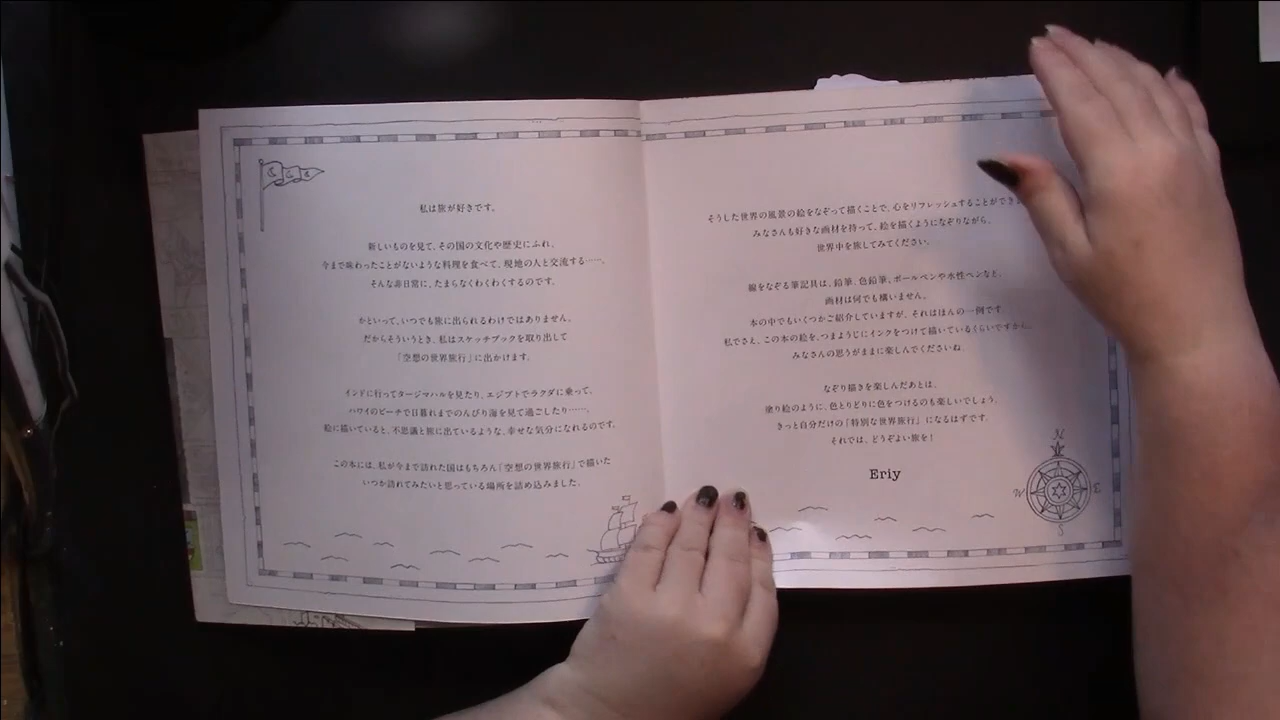 私は旅が好きです。
新しいものを見て、その国の文化や歴史にふれ、
今まで味わったことがないような料理を食べて、現地の人と交流する……。
そんな非日常に、たまらなくわくわくするのです。
かといって、いつでも旅に出られるわけではありません。
だからそういうとき、私はスケッチブックを取り出して
「空想の世界旅行」に出かけます。
インドに行ってタージマハルを見たり、エジプトでラクダに乗って、
ハワイのビーチで日暮れまでのんびり海を見て過ごしたり……。
絵に描いていると、不思議と旅に出ているような、幸せな気分になれるのです。
この本には、私が今まで訪れた国はもちろん「空想の世界旅行」で描いた
いつか訪れてみたいと思っている場所を詰め込みました。
そうした世界の風景の絵をなぞって描くことで、心をリフレッシュすることができ
みなさんも好きな画材を持って、絵を描くようになぞりながら、
世界中を旅してみてください。
線をなぞる筆記具は、鉛筆、色鉛筆、ボールペンや水性ペンなど、
画材は何でも構いません。
本の中でもいくつかご紹介していますが、それはほんの一例です。
私でさえ、この本の絵を、つまようじにインクをつけて描いているくらいですから。
みなさんの思うがままに楽しんでくださいね。
なぞり描きを楽しんだあとは、
塗り絵のように、色とりどりに色をつけるのも楽しいでしょう。
きっと自分だけの「特別な世界旅行」になるはずです。
それでは、どうぞよい旅を！
Eriy
N
W
E
S